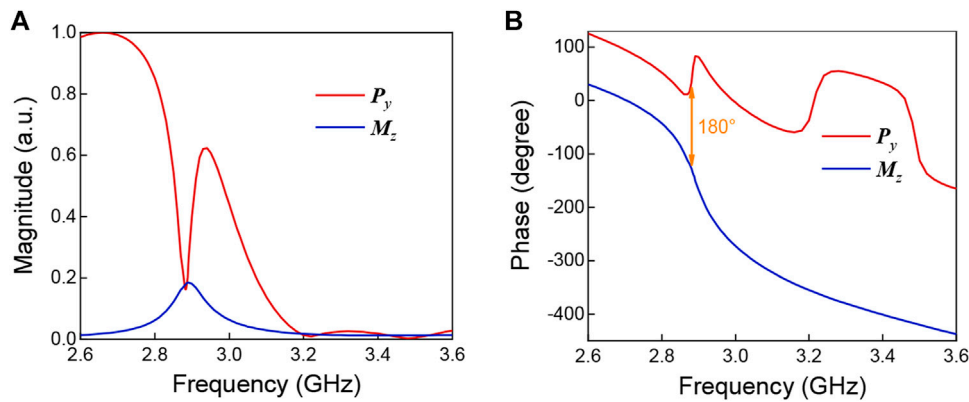 A
Magnitude (a.u.)
1.0
0.8
0.6
0.4
0.2
0.0
Py
Mz
2.6 2.8 3.0 3.2 3.4 3.6
Frequency (GHz)
B
Phase (degree)
100
0
-100
-200
-300
-400
180°
Py
Mz
2.6 2.8 3.0 3.2 3.4 3.6
Frequency (GHz)